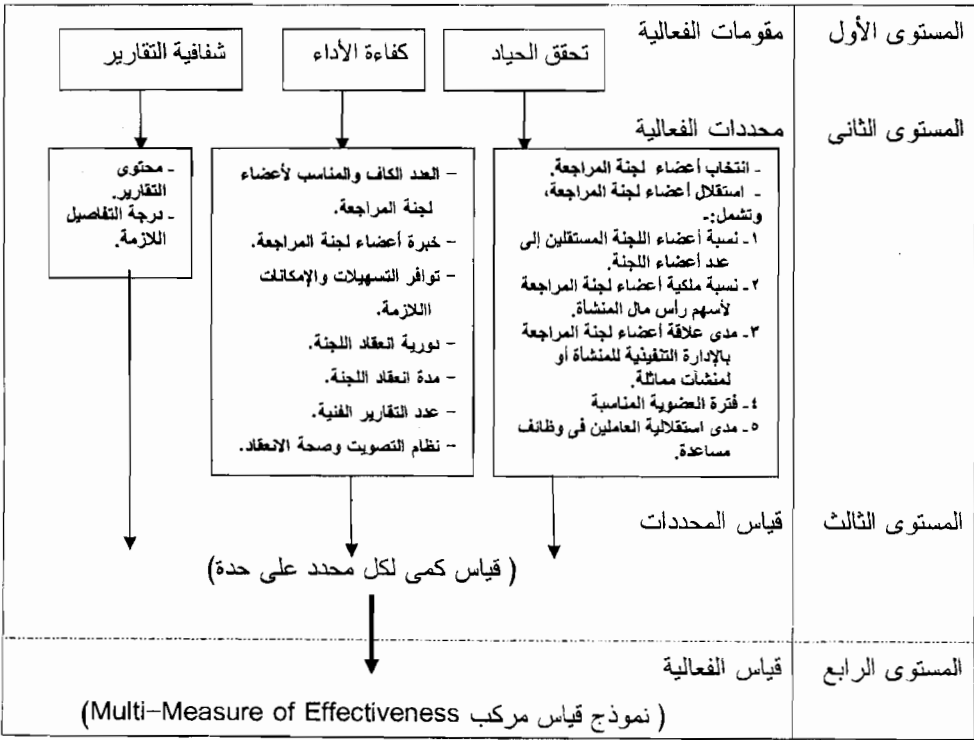 المستوى الأول
مقومات الفعالية
تحقق الحياد
كفاءة الأداء
شفافية التقارير
المستوى الثانى
محددات الفعالية
- انتخاب أعضاء لجنة المراجعة.
- استقلال أعضاء لجنة المراجعة،
وتشمل:-
١- نسبة أعضاء اللجنة المستقلين إلى
عدد أعضاء اللجنة.
٢- نسبة ملكية أعضاء لجنة المراجعة
لأسهم رأس مال المنشأة.
٣- مدى علاقة أعضاء لجنة المراجعة
بالإدارة التنفيذية للمنشأة أو
لمنشآت مماثلة.
٤- فترة العضوية المناسبة
٥- مدى استقلالية العاملين فى وظائف
مساعدة.
- العدد الكاف والمناسب لأعضاء
لجنة المراجعة.
- خبرة أعضاء لجنة المراجعة.
- توافر التسهيلات والإمكانات
االلازمة.
- دورية انعقاد اللجنة.
- مدة انعقاد اللجنة.
- عدد التقارير الفنية.
- نظام التصويت وصحة الانعقاد.
- محتوى
التقارير.
- درجة التفاصيل
اللازمة.
المستوى الثالث
قياس المحددات
( قياس كمى لكل محدد على حدة)
المستوى الرابع
قياس الفعالية
( نموذج قياس مركب Multi-Measure of Effectiveness)